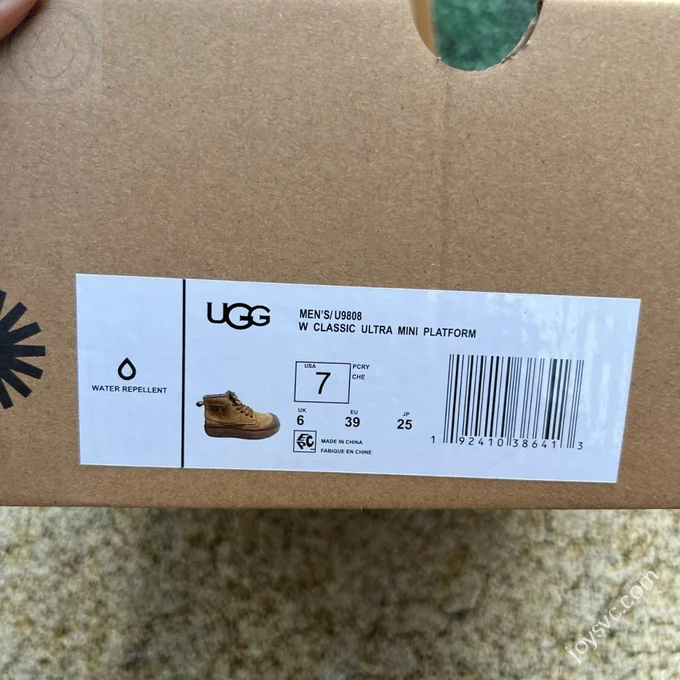 WATER REPELLENT
UGG
MEN'S/U9808
W CLASSIC ULTRA MINI PLATFORM
USA
7
PCRY
CHE
UK
6
EU
39
JP
25
MADE IN CHINA
FABIQUE EN CHINE
1 92410 38641 3
joysvc.com